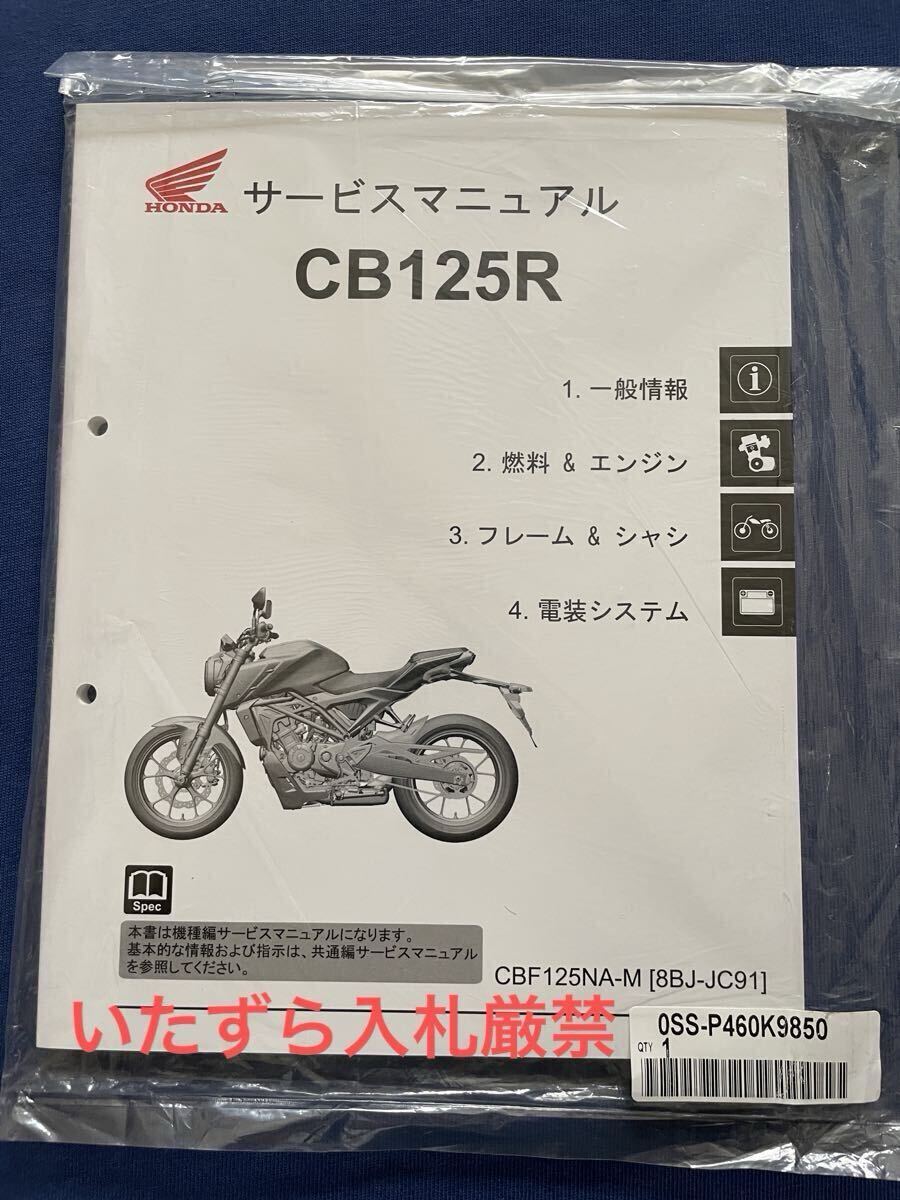 HONDA サービスマニュアル
CB125R
1. 一般情報
2. 燃料 & エンジン
3. フレーム & シャシ
4. 電装システム
Spec
本書は機種編サービスマニュアルになります。
基本的な情報および指示は、共通編サービスマニュアル
を参照してください。
CBF125NA-M [8BJ-JC91]
いたずら入札厳禁
0SS-P460K9850
QTY 1